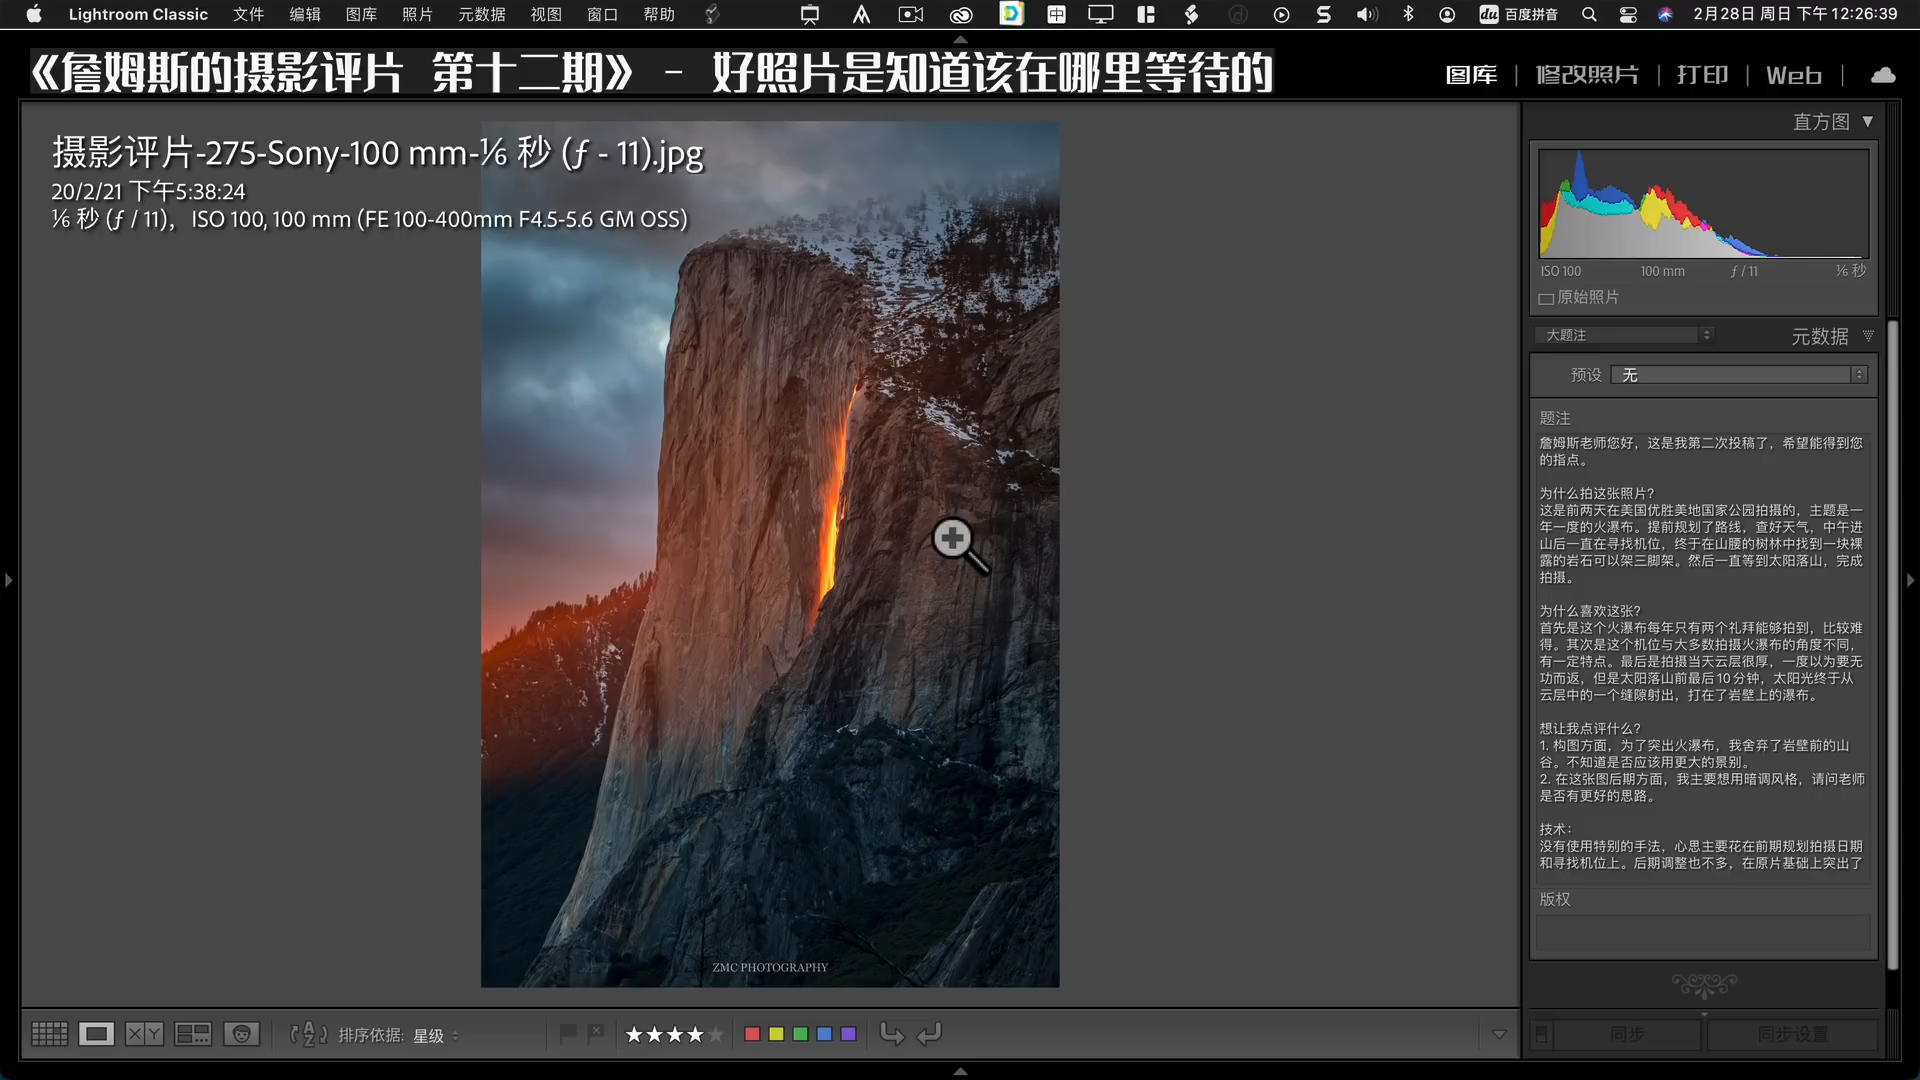 Lightroom Classic 文件 编辑 图库 照片 元数据 视图 窗口 帮助 中 du 百度拼音 2月28日 周日 下午 12:26:39
《詹姆斯的摄影评片 第十二期》 - 好照片是知道该在哪里等待的
图库 | 修改照片 | 打印 | Web |
摄影评片-275-Sony-100 mm-⅙ 秒 (ƒ - 11).jpg
20/2/21 下午5:38:24
⅙ 秒 (ƒ / 11)， ISO 100, 100 mm (FE 100-400mm F4.5-5.6 GM OSS)
ZMC PHOTOGRAPHY
直方图
ISO 100 100 mm ƒ / 11 ⅙ 秒
原始照片
大题注 元数据
预设 无
题注
詹姆斯老师您好，这是我第二次投稿了，希望能得到您
的指点。
为什么拍这张照片?
这是前两天在美国优胜美地国家公园拍摄的，主题是一
年一度的火瀑布。提前规划了路线，查好天气，中午进
山后一直在寻找机位，终于在山腰的树林中找到一块裸
露的岩石可以架三脚架。然后一直等到太阳落山，完成
拍摄。
为什么喜欢这张?
首先是这个火瀑布每年只有两个礼拜能够拍到，比较难
得。其次是这个机位与大多数拍摄火瀑布的角度不同，
有一定特点。最后是拍摄当天云层很厚，一度以为要无
功而返，但是太阳落山前最后10分钟，太阳光终于从
云层中的一个缝隙射出，打在了岩壁上的瀑布。
想让我点评什么?
1. 构图方面，为了突出火瀑布，我舍弃了岩壁前的山
谷。不知道是否应该用更大的景别。
2. 在这张图后期方面，我主要想用暗调风格，请问老师
是否有更好的思路。
技术：
没有使用特别的手法，心思主要花在前期规划拍摄日期
和寻找机位上。后期调整也不多，在原片基础上突出了
版权
排序依据: 星级
同步 同步设置